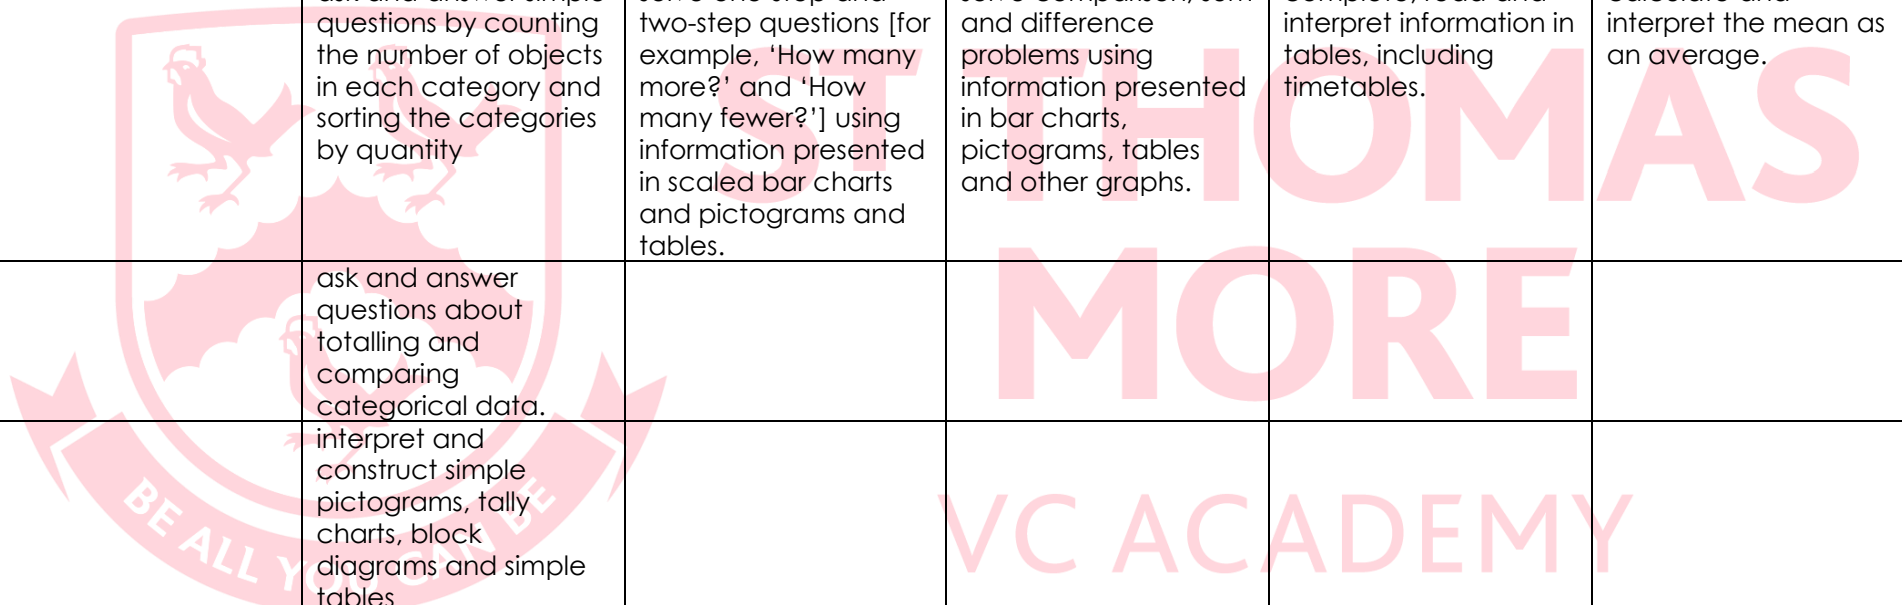 questions by counting
the number of objects
in each category and
sorting the categories
by quantity
two-step questions [for
example, ‘How many
more?’ and ‘How
many fewer?’] using
information presented
in scaled bar charts
and pictograms and
tables.
and difference
problems using
information presented
in bar charts,
pictograms, tables
and other graphs.
interpret information in
tables, including
timetables.
interpret the mean as
an average.
ask and answer
questions about
totalling and
comparing
categorical data.
interpret and
construct simple
pictograms, tally
charts, block
diagrams and simple
tables
ST THOMAS
MORE
VC ACADEMY
BE ALL YOU CAN BE